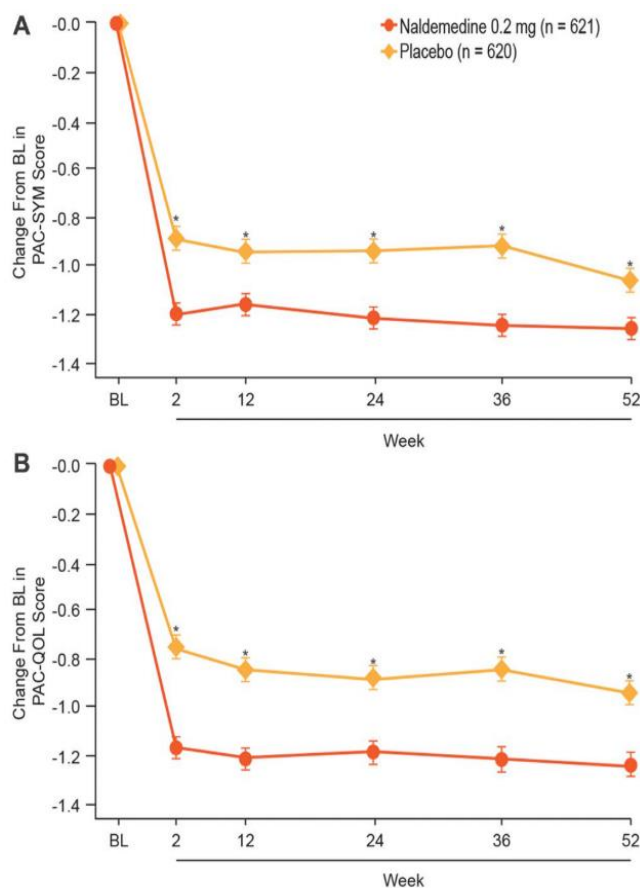 A
Naldemedine 0.2 mg (n = 621)
Placebo (n = 620)
Change From BL in
PAC-SYM Score
-0.0
-0.2
-0.4
-0.6
-0.8
-1.0
-1.2
-1.4
* * * * *
BL 2 12 24 36 52
Week
B
Change From BL in
PAC-QOL Score
-0.0
-0.2
-0.4
-0.6
-0.8
-1.0
-1.2
-1.4
* * * * *
BL 2 12 24 36 52
Week